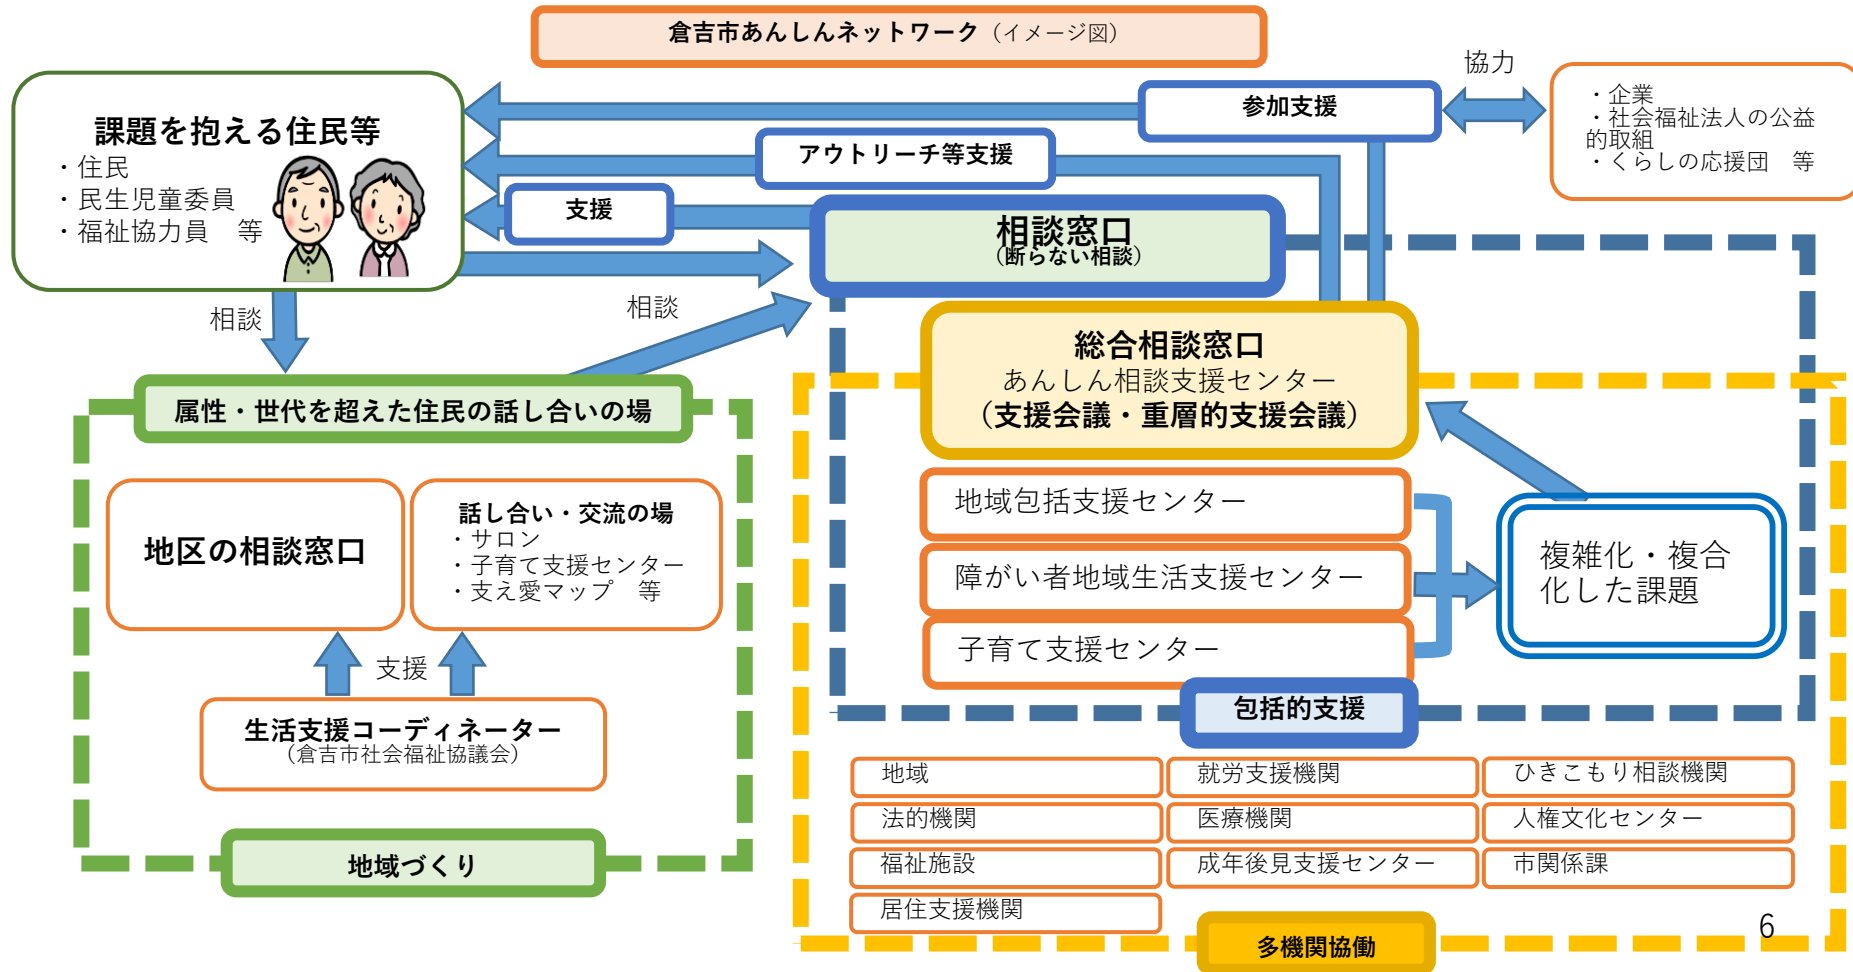 倉吉市あんしんネットワーク（イメージ図）
課題を抱える住民等
・住民
・民生児童委員
・福祉協力員　等
参加支援
協力
・企業
・社会福祉法人の公益
的取組
・くらしの応援団　等
アウトリーチ等支援
支援
相談窓口
（断らない相談）
相談
相談
総合相談窓口
あんしん相談支援センター
（支援会議・重層的支援会議）
属性・世代を超えた住民の話し合いの場
地区の相談窓口
話し合い・交流の場
・サロン
・子育て支援センター
・支え愛マップ　等
支援
生活支援コーディネーター
（倉吉市社会福祉協議会）
地域づくり
地域包括支援センター
障がい者地域生活支援センター
子育て支援センター
複雑化・複合
化した課題
包括的支援
地域
就労支援機関
ひきこもり相談機関
法的機関
医療機関
人権文化センター
福祉施設
成年後見支援センター
市関係課
居住支援機関
多機関協働
6